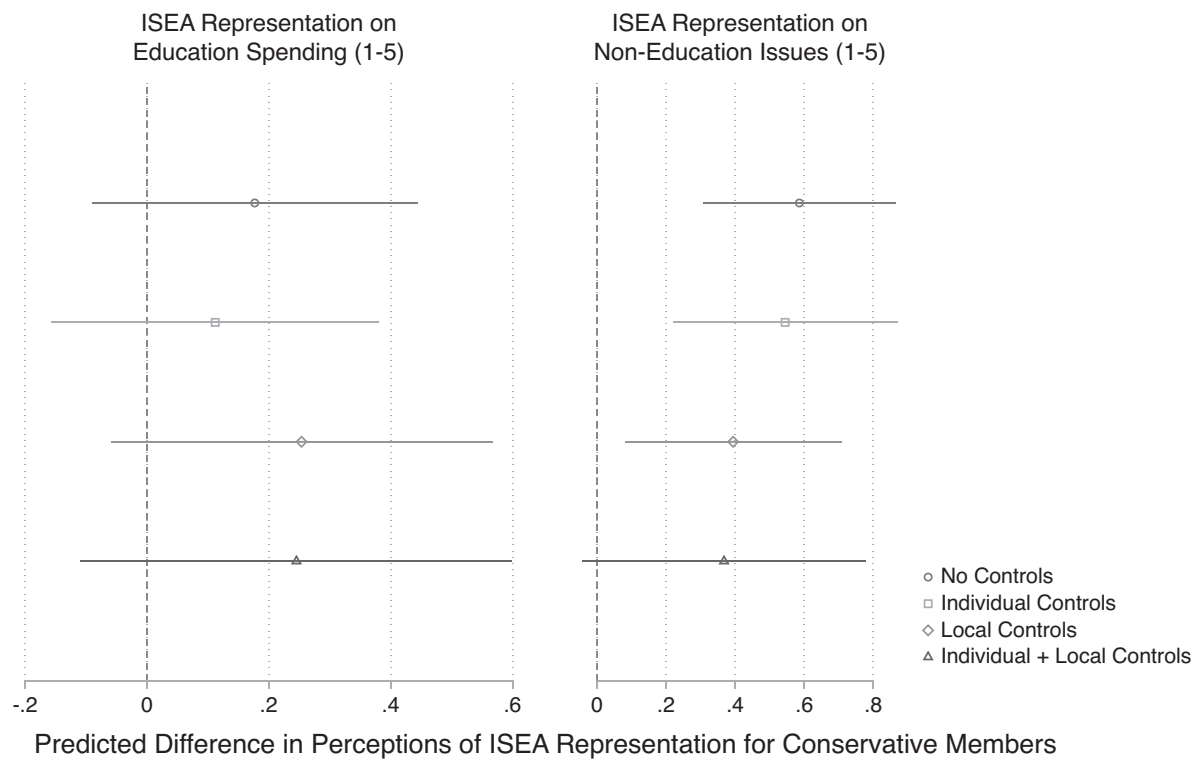 ISEA Representation on
Education Spending (1-5)
ISEA Representation on
Non-Education Issues (1-5)
No Controls
Individual Controls
Local Controls
Individual + Local Controls
-.2 0 .2 .4 .6
0 .2 .4 .6 .8
Predicted Difference in Perceptions of ISEA Representation for Conservative Members